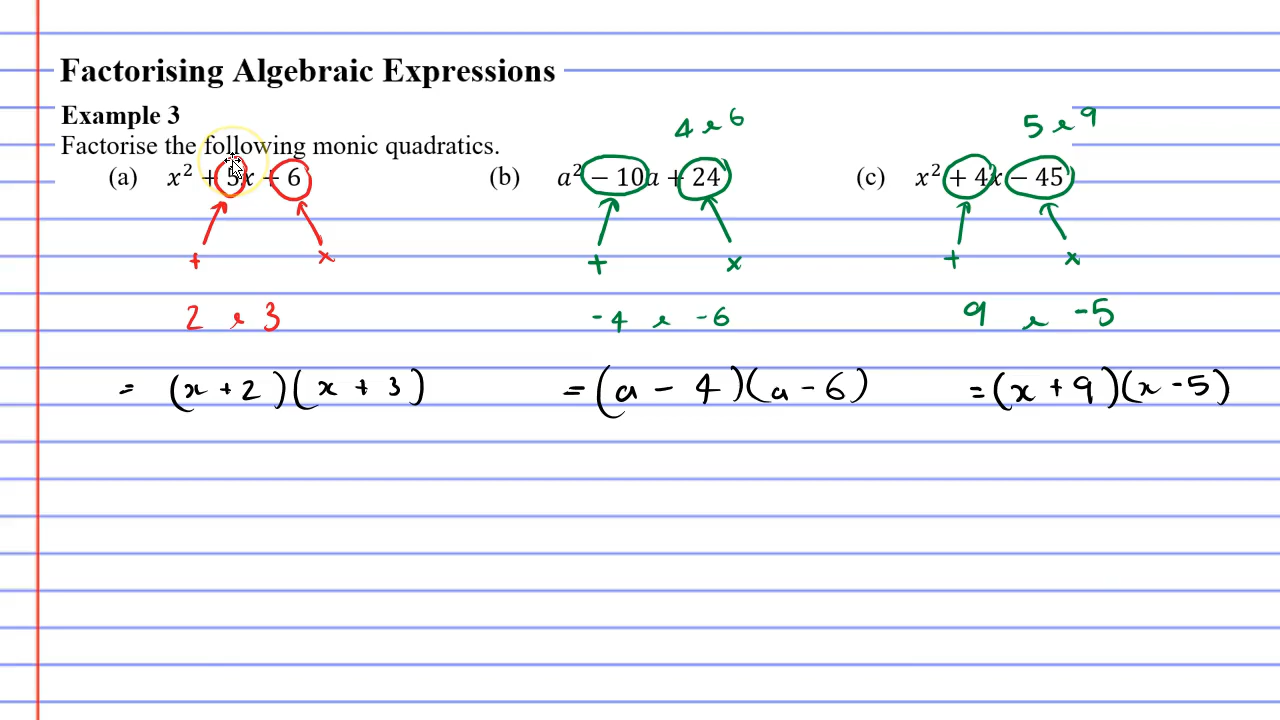 Factorising Algebraic Expressions
Example 3
4 & 6
5 & 9
Factorise the following monic quadratics.
(a) x² + 5x + 6 (b) a² − 10a + 24 (c) x² + 4x − 45
+ × + × + ×
2 & 3 -4 & -6 9 & -5
= (x + 2)(x + 3) = (a − 4)(a − 6) = (x + 9)(x − 5)